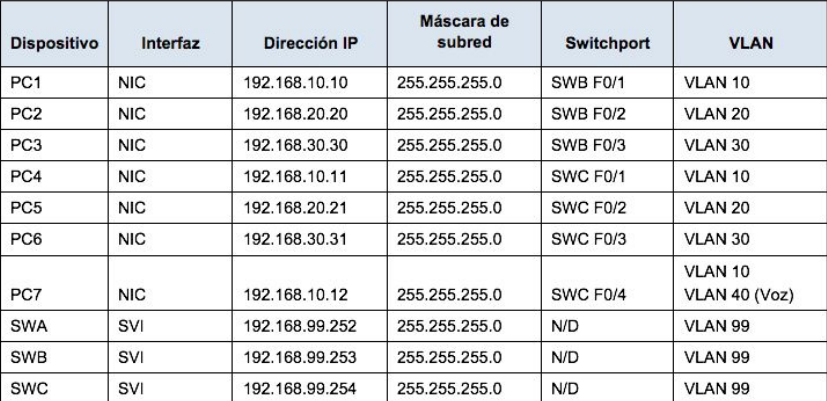 Dispositivo Interfaz Dirección IP Máscara de subred Switchport VLAN
PC1 NIC 192.168.10.10 255.255.255.0 SWB F0/1 VLAN 10
PC2 NIC 192.168.20.20 255.255.255.0 SWB F0/2 VLAN 20
PC3 NIC 192.168.30.30 255.255.255.0 SWB F0/3 VLAN 30
PC4 NIC 192.168.10.11 255.255.255.0 SWC F0/1 VLAN 10
PC5 NIC 192.168.20.21 255.255.255.0 SWC F0/2 VLAN 20
PC6 NIC 192.168.30.31 255.255.255.0 SWC F0/3 VLAN 30
PC7 NIC 192.168.10.12 255.255.255.0 SWC F0/4 VLAN 10
VLAN 40 (Voz)
SWA SVI 192.168.99.252 255.255.255.0 N/D VLAN 99
SWB SVI 192.168.99.253 255.255.255.0 N/D VLAN 99
SWC SVI 192.168.99.254 255.255.255.0 N/D VLAN 99